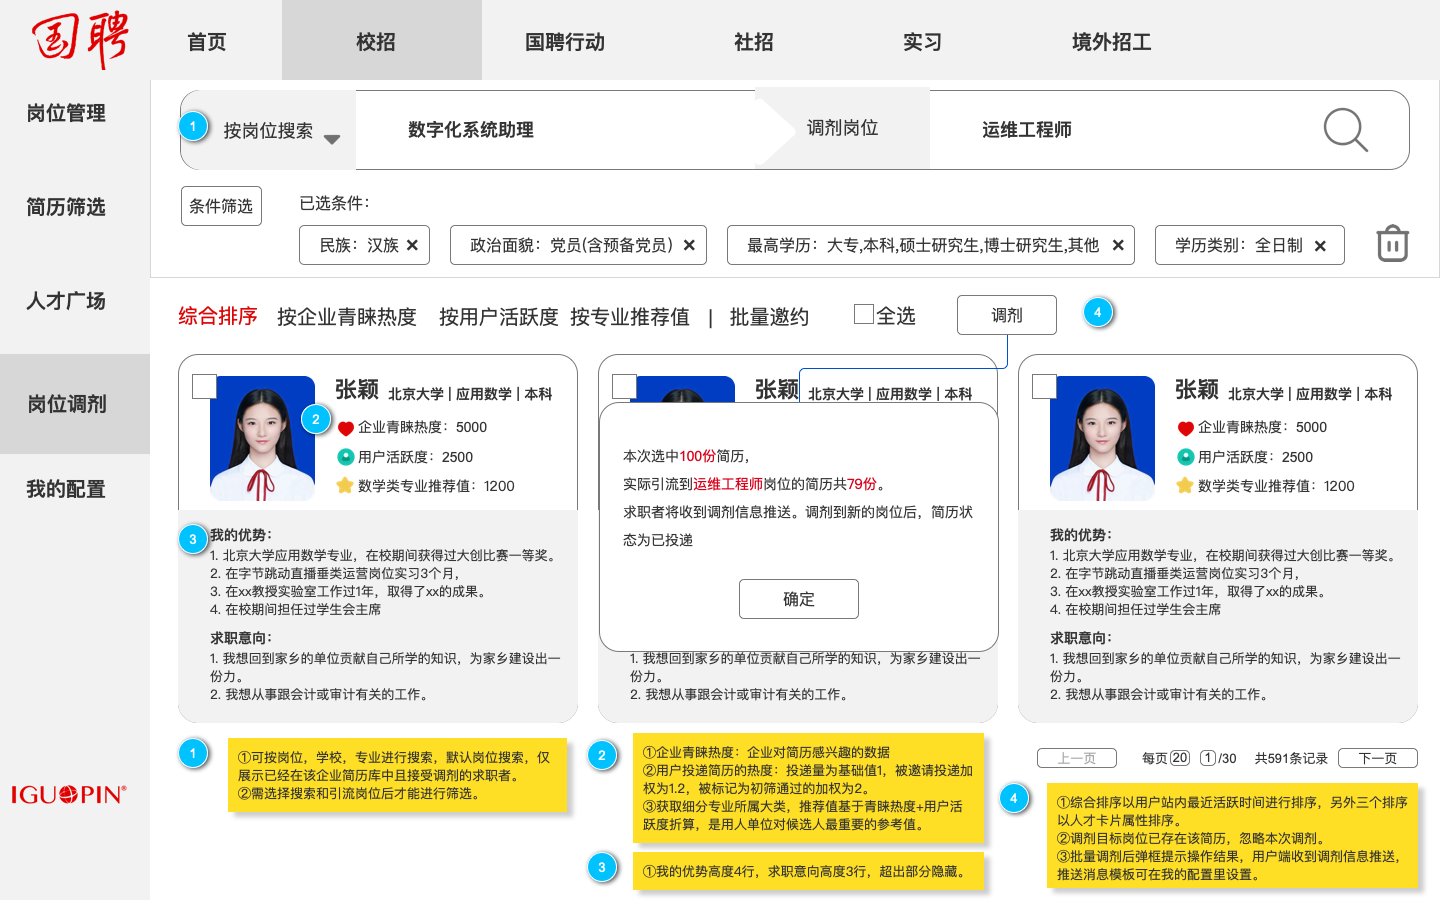 国聘
首页
校招
国聘行动
社招
实习
境外招工
岗位管理
简历筛选
人才广场
岗位调剂
我的配置
IGUOPIN®
1
按岗位搜索
数字化系统助理
调剂岗位
运维工程师
条件筛选
已选条件：
民族：汉族 ×
政治面貌：党员(含预备党员) ×
最高学历：大专,本科,硕士研究生,博士研究生,其他 ×
学历类别：全日制 ×
综合排序 按企业青睐热度 按用户活跃度 按专业推荐值 | 批量邀约
全选
调剂
4
张颖 北京大学 | 应用数学 | 本科
2
企业青睐热度：5000
用户活跃度：2500
数学类专业推荐值：1200
3
我的优势：
1. 北京大学应用数学专业，在校期间获得过大创比赛一等奖。
2. 在字节跳动直播垂类运营岗位实习3个月，
3. 在xx教授实验室工作过1年，取得了xx的成果。
4. 在校期间担任过学生会主席
求职意向：
1. 我想回到家乡的单位贡献自己所学的知识，为家乡建设出一
份力。
2. 我想从事跟会计或审计有关的工作。
张颖 北京大学 | 应用数学 | 本科
本次选中100份简历，
实际引流到运维工程师岗位的简历共79份。
求职者将收到调剂信息推送。调剂到新的岗位后，简历状
态为已投递
确定
1. 我想回到家乡的单位贡献自己所学的知识，为家乡建设出一
份力。
2. 我想从事跟会计或审计有关的工作。
张颖 北京大学 | 应用数学 | 本科
企业青睐热度：5000
用户活跃度：2500
数学类专业推荐值：1200
我的优势：
1. 北京大学应用数学专业，在校期间获得过大创比赛一等奖。
2. 在字节跳动直播垂类运营岗位实习3个月，
3. 在xx教授实验室工作过1年，取得了xx的成果。
4. 在校期间担任过学生会主席
求职意向：
1. 我想回到家乡的单位贡献自己所学的知识，为家乡建设出一
份力。
2. 我想从事跟会计或审计有关的工作。
1
①可按岗位，学校，专业进行搜索，默认岗位搜索，仅
展示已经在该企业简历库中且接受调剂的求职者。
②需选择搜索和引流岗位后才能进行筛选。
2
①企业青睐热度：企业对简历感兴趣的数据
②用户投递简历的热度：投递量为基础值1，被邀请投递加
权为1.2，被标记为初筛通过的加权为2。
③获取细分专业所属大类，推荐值基于青睐热度+用户活
跃度折算，是用人单位对候选人最重要的参考值。
3
①我的优势高度4行，求职意向高度3行，超出部分隐藏。
上一页 每页20 1/30 共591条记录 下一页
4
①综合排序以用户站内最近活跃时间进行排序，另外三个排序
以人才卡片属性排序。
②调剂目标岗位已存在该简历，忽略本次调剂。
③批量调剂后弹框提示操作结果，用户端收到调剂信息推送，
推送消息模板可在我的配置里设置。